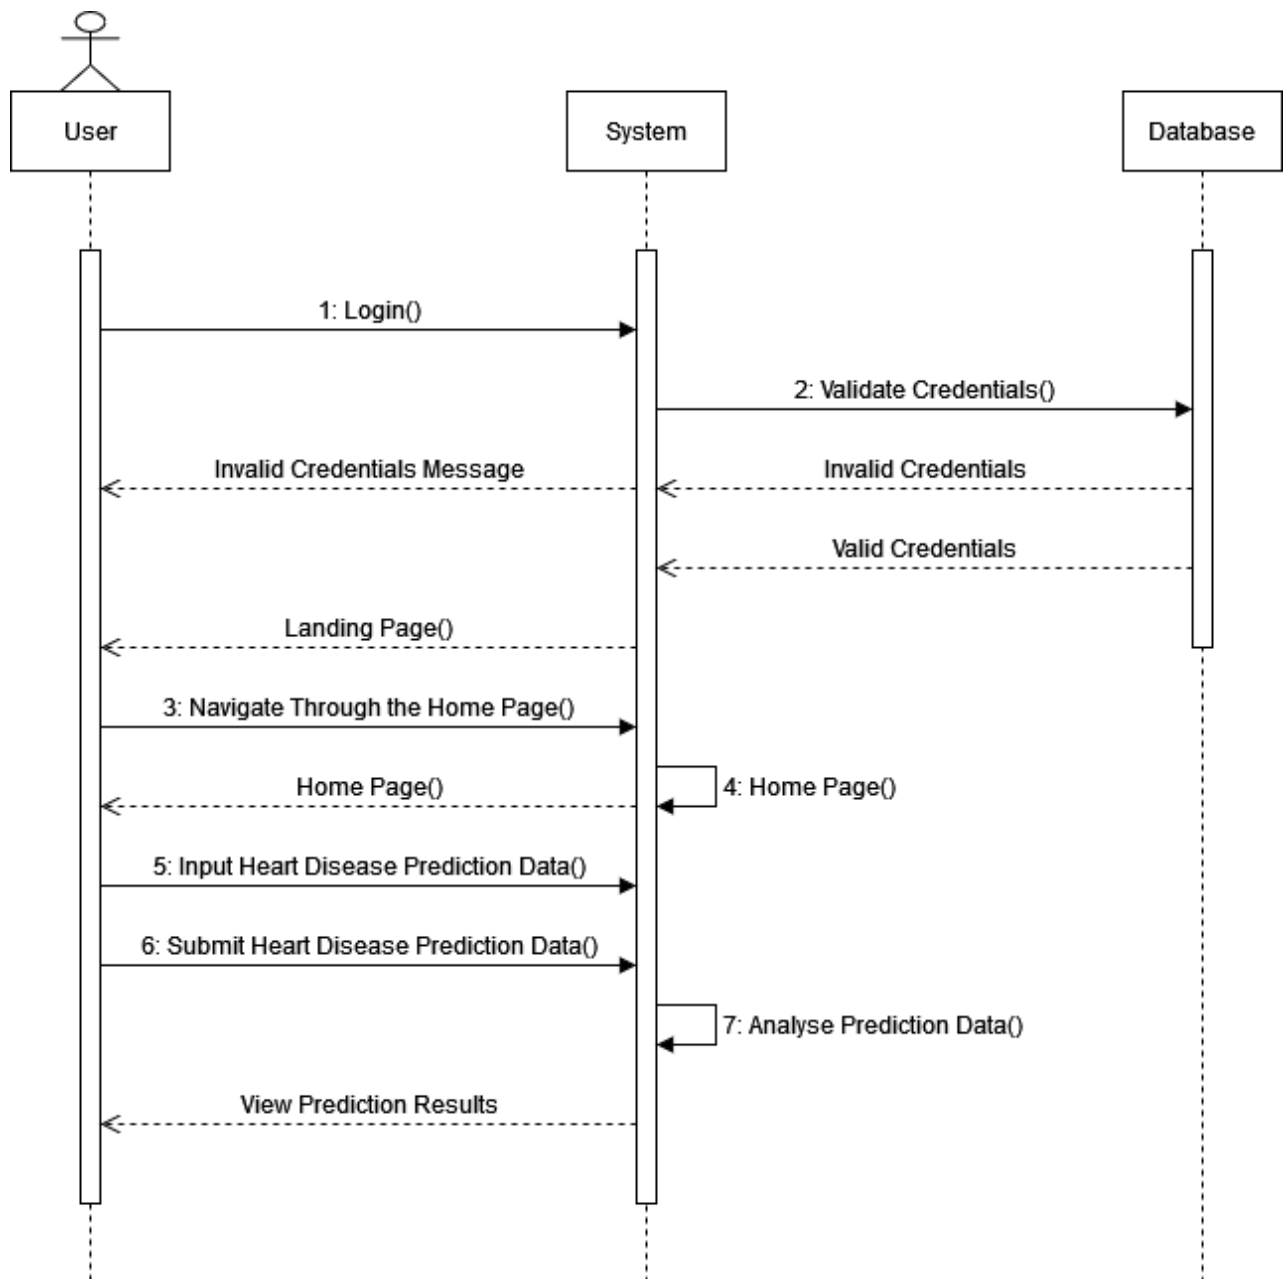 User
System
Database
1: Login()
2: Validate Credentials()
Invalid Credentials Message
Invalid Credentials
Valid Credentials
Landing Page()
3: Navigate Through the Home Page()
Home Page()
4: Home Page()
5: Input Heart Disease Prediction Data()
6: Submit Heart Disease Prediction Data()
7: Analyse Prediction Data()
View Prediction Results